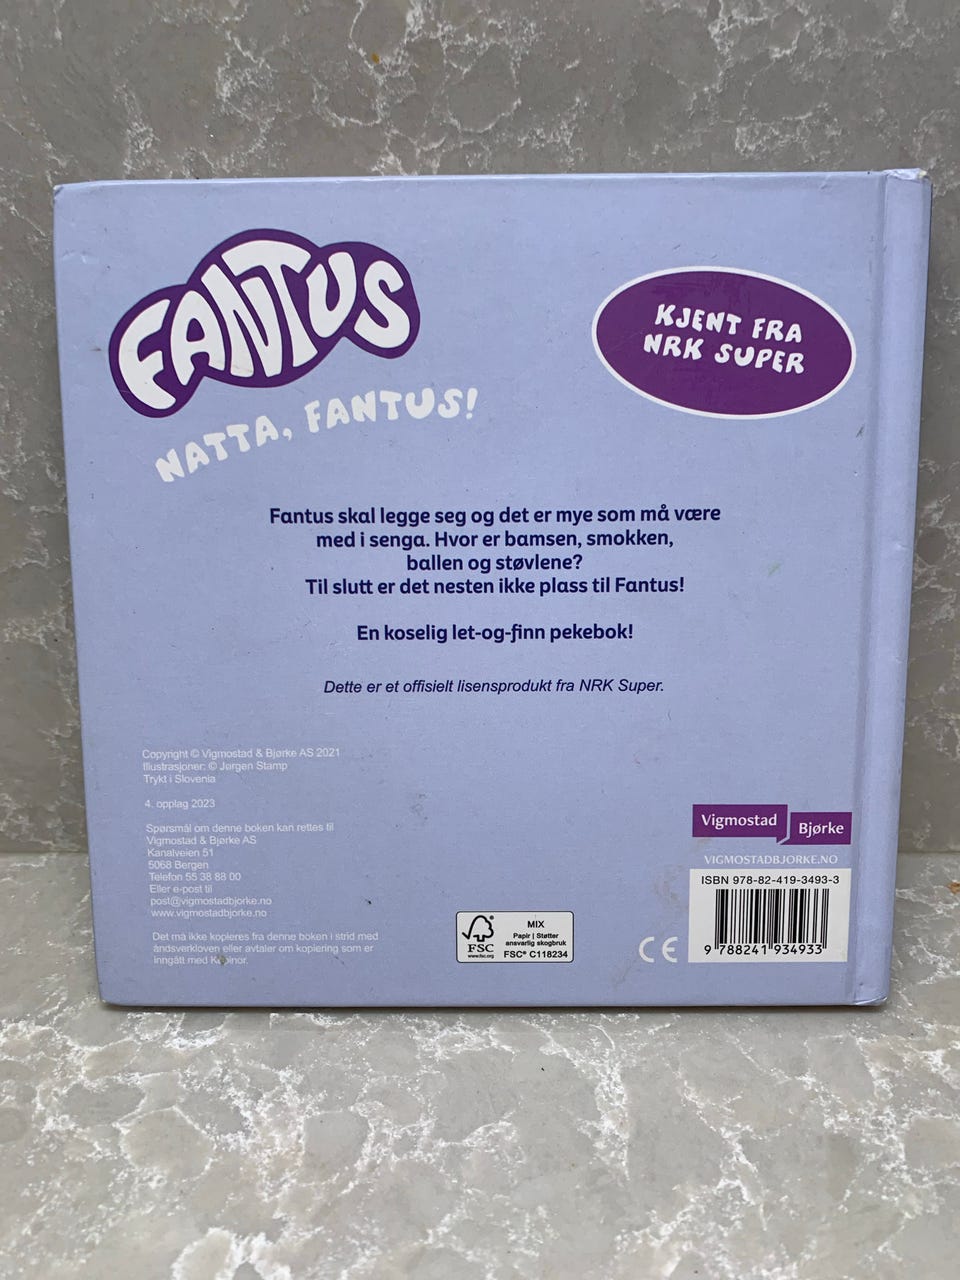 FANTUS
NATTA, FANTUS!
KJENT FRA
NRK SUPER
Fantus skal legge seg og det er mye som må være
med i senga. Hvor er bamsen, smokken,
ballen og støvlene?
Til slutt er det nesten ikke plass til Fantus!
En koselig let-og-finn pekebok!
Dette er et offisielt lisensprodukt fra NRK Super.
Copyright © Vigmostad & Bjørke AS 2021
Illustrasjoner: © Jørgen Stamp
Trykt i Slovenia
4. opplag 2023
Spørsmål om denne boken kan rettes til
Vigmostad & Bjørke AS
Kanalveien 51
5068 Bergen
Telefon 55 38 88 00
Eller e-post til
post@vigmostadbjorke.no
www.vigmostadbjorke.no
Det må ikke kopieres fra denne boken i strid med
åndsverkloven eller avtaler om kopiering som er
inngått med Kopinor.
FSC
www.fsc.org
MIX
Papir | Støtter
ansvarlig skogbruk
FSC® C118234
CE
Vigmostad
Bjørke
VIGMOSTADBJORKE.NO
ISBN 978-82-419-3493-3
9 788241 934933